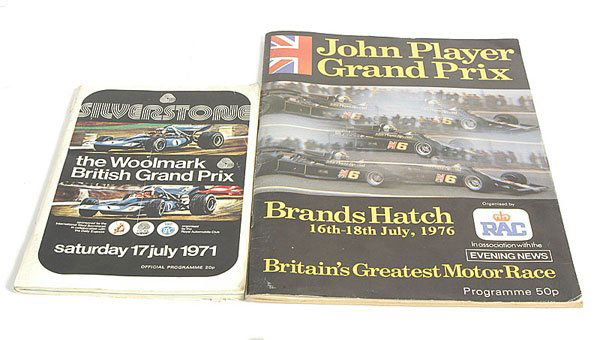 SILVERSTONE
the Woolmark
British Grand Prix
saturday 17 july 1971
OFFICIAL PROGRAMME 20p
John Player
Grand Prix
6
6
Brands Hatch
16th-18th July, 1976
Organised by
RAC
In association with the
EVENING NEWS
Britain's Greatest Motor Race
Programme 50p